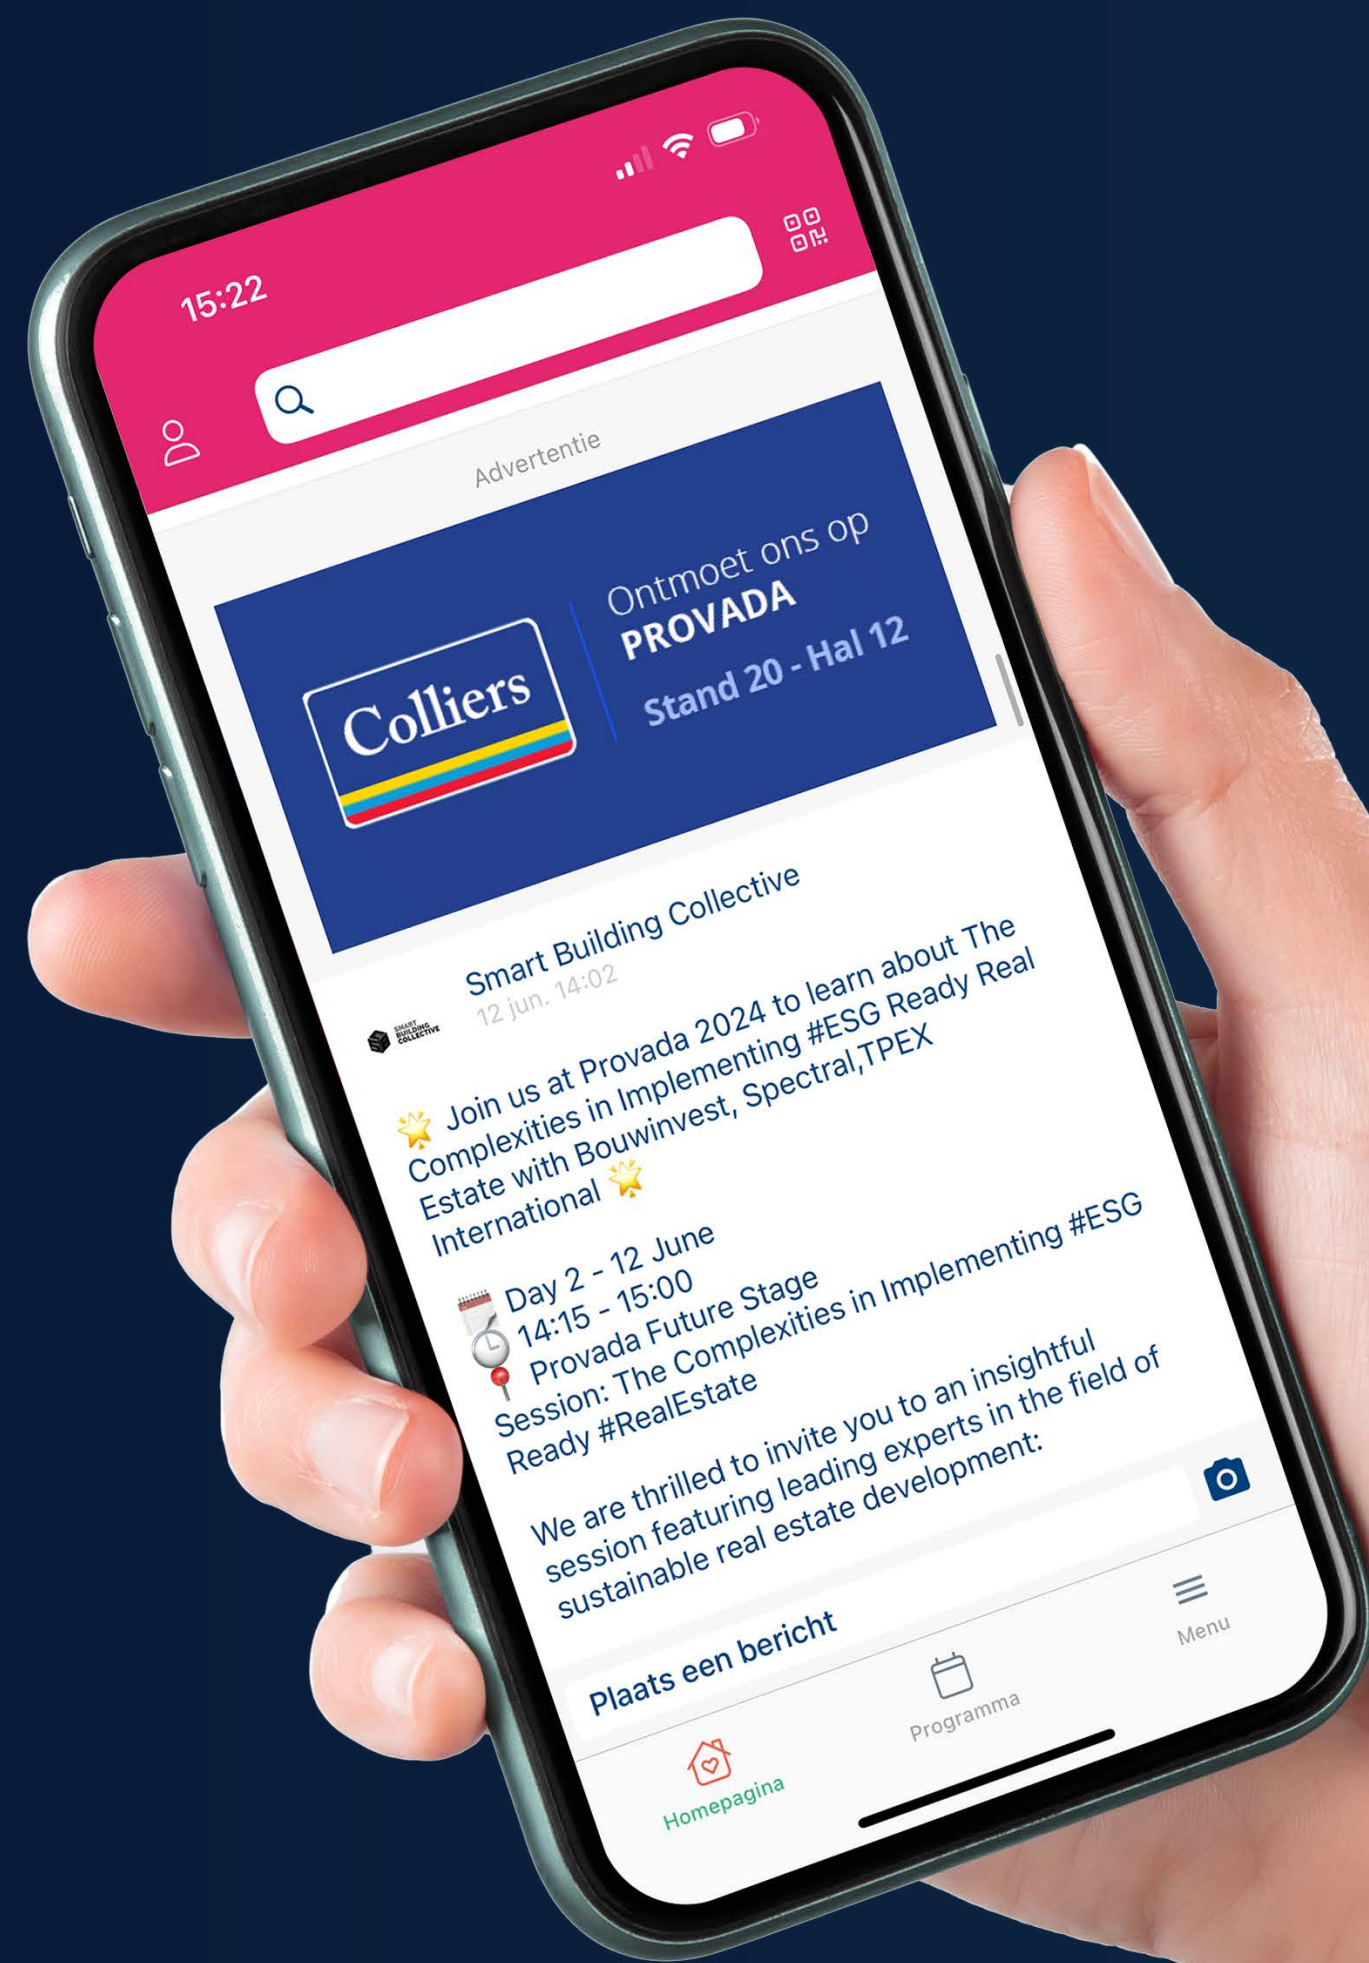 15:22
Advertentie
Colliers
Ontmoet ons op
PROVADA
Stand 20 - Hal 12
SMART
BUILDING
COLLECTIVE
Smart Building Collective
12 jun. 14:02
🌟 Join us at Provada 2024 to learn about The
Complexities in Implementing #ESG Ready Real
Estate with Bouwinvest, Spectral,TPEX
International 🌟
🗓️ Day 2 - 12 June
🕒 14:15 - 15:00
📍 Provada Future Stage
Session: The Complexities in Implementing #ESG
Ready #RealEstate
We are thrilled to invite you to an insightful
session featuring leading experts in the field of
sustainable real estate development:
Plaats een bericht
Homepagina
Programma
Menu